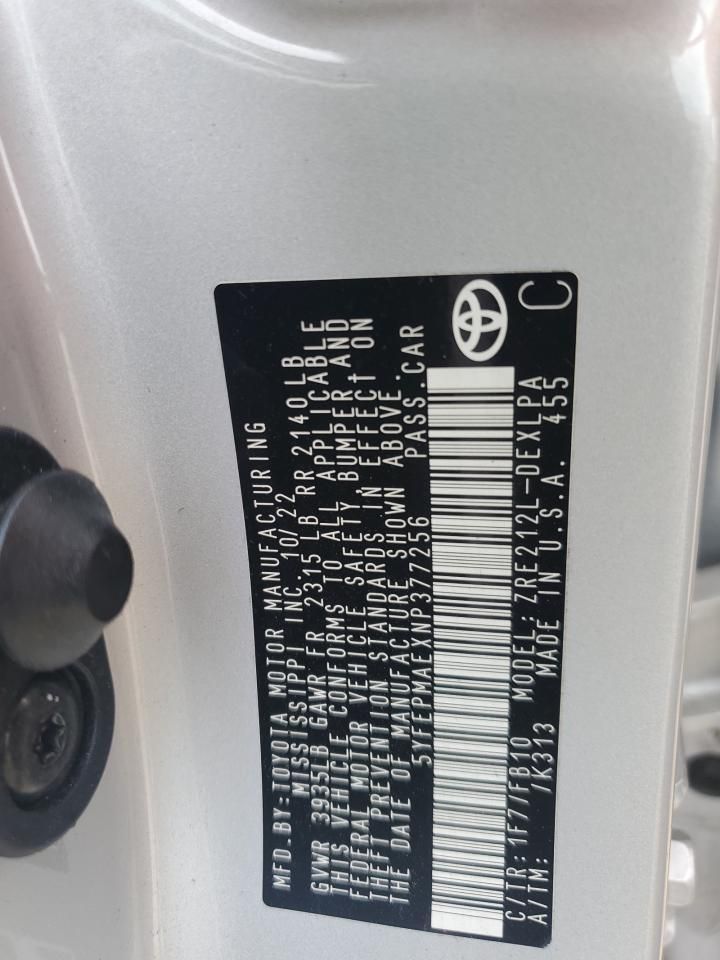 MFD.BY:TOYOTA MOTOR MANUFACTURING
MISSISSIPPI INC. 10/22
GVWR 3935LB GAWR FR 2315 LB RR 2140 LB
THIS VEHICLE CONFORMS TO ALL APPLICABLE
FEDERAL MOTOR VEHICLE SAFETY, BUMPER AND
THEFT PREVENTION STANDARDS IN EFFECT ON
THE DATE OF MANUFACTURE SHOWN ABOVE.
5YFEPMAEXNP377256 PASS. CAR
C/TR: 1F7/FB10 MODEL: ZRE212L-DEXLPA
A/TM: /K313 MADE IN U.S.A. 455 C